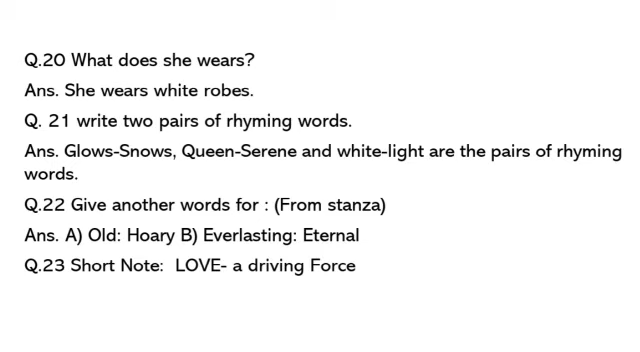 Q.20 What does she wears?
Ans. She wears white robes.
Q. 21 write two pairs of rhyming words.
Ans. Glows-Snows, Queen-Serene and white-light are the pairs of rhyming
words.
Q.22 Give another words for : (From stanza)
Ans. A) Old: Hoary B) Everlasting: Eternal
Q.23 Short Note:  LOVE- a driving Force